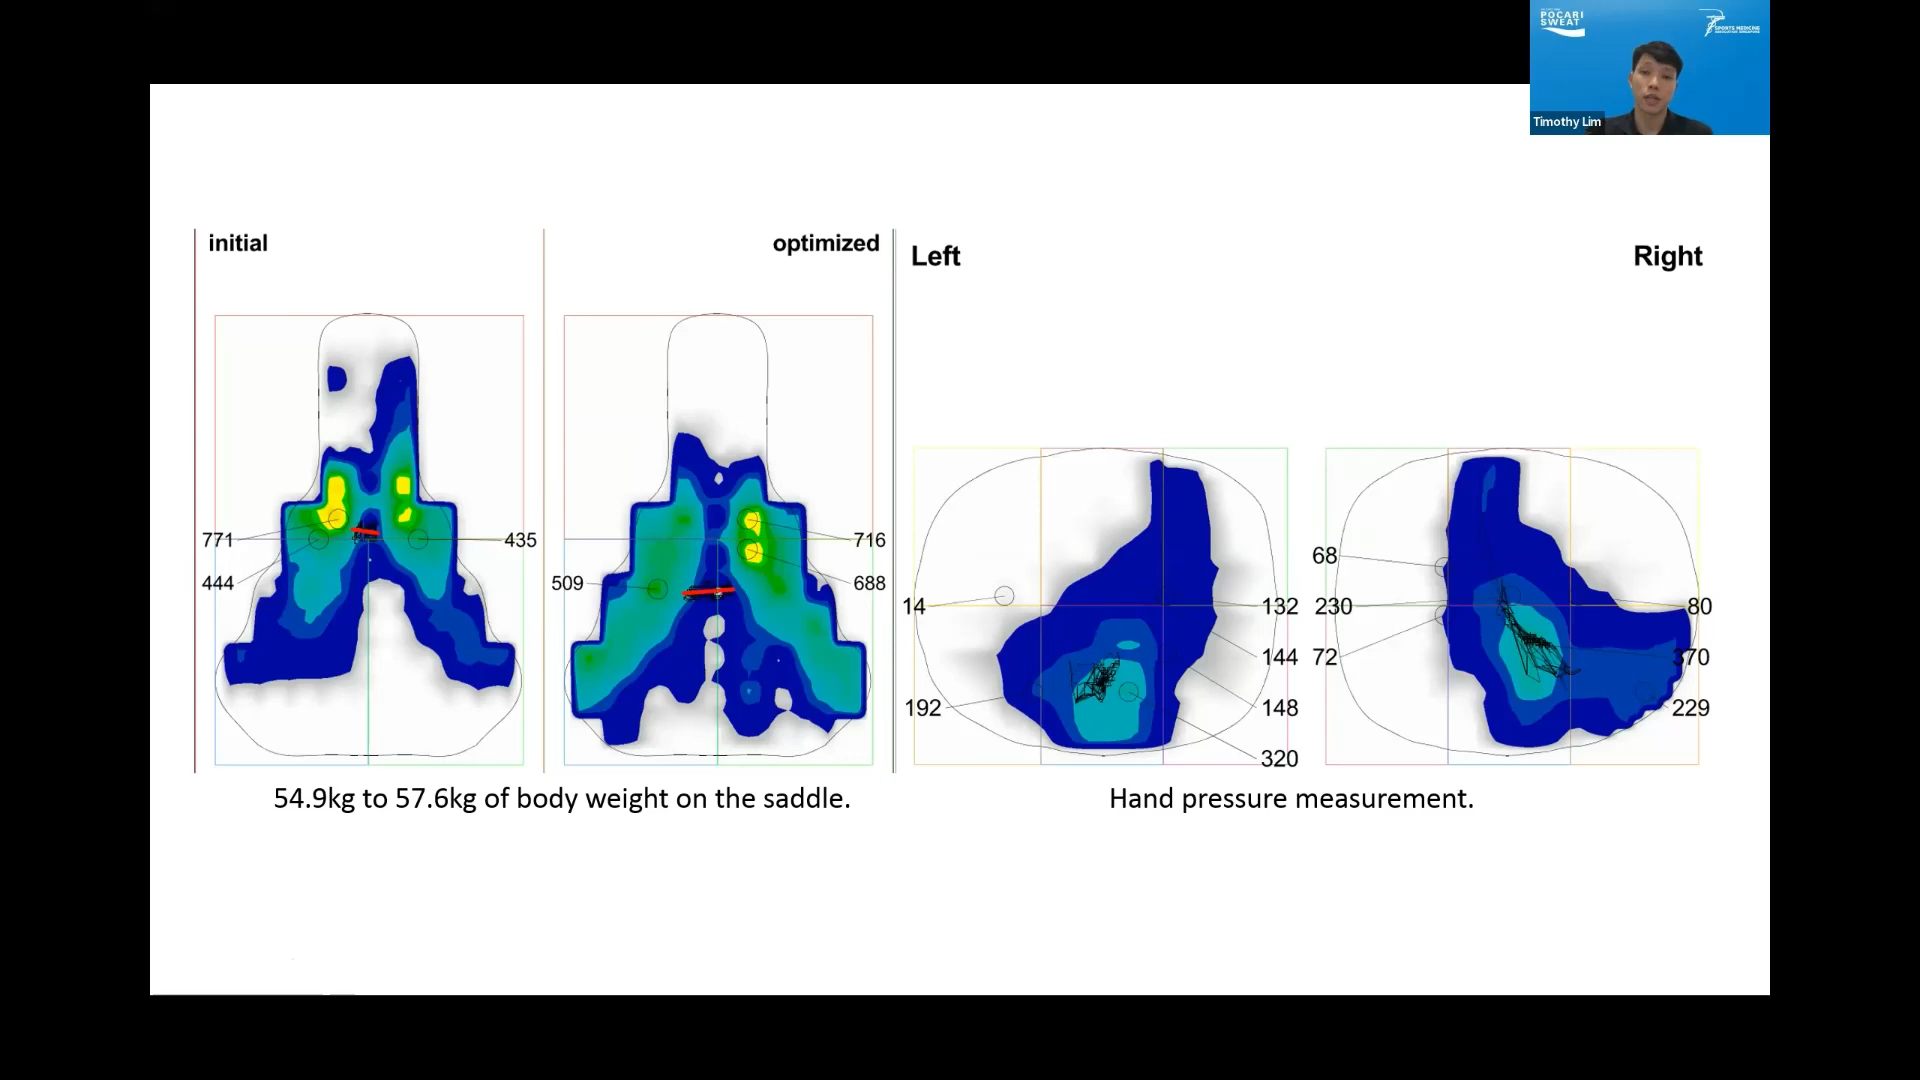 POCARI
SWEAT
SPORTS MEDICINE
ASSOCIATION SINGAPORE
Timothy Lim
initial
optimized
Left
Right
771
435
444
716
509
688
14
132
144
192
148
320
68
230
80
72
370
229
54.9kg to 57.6kg of body weight on the saddle.
Hand pressure measurement.